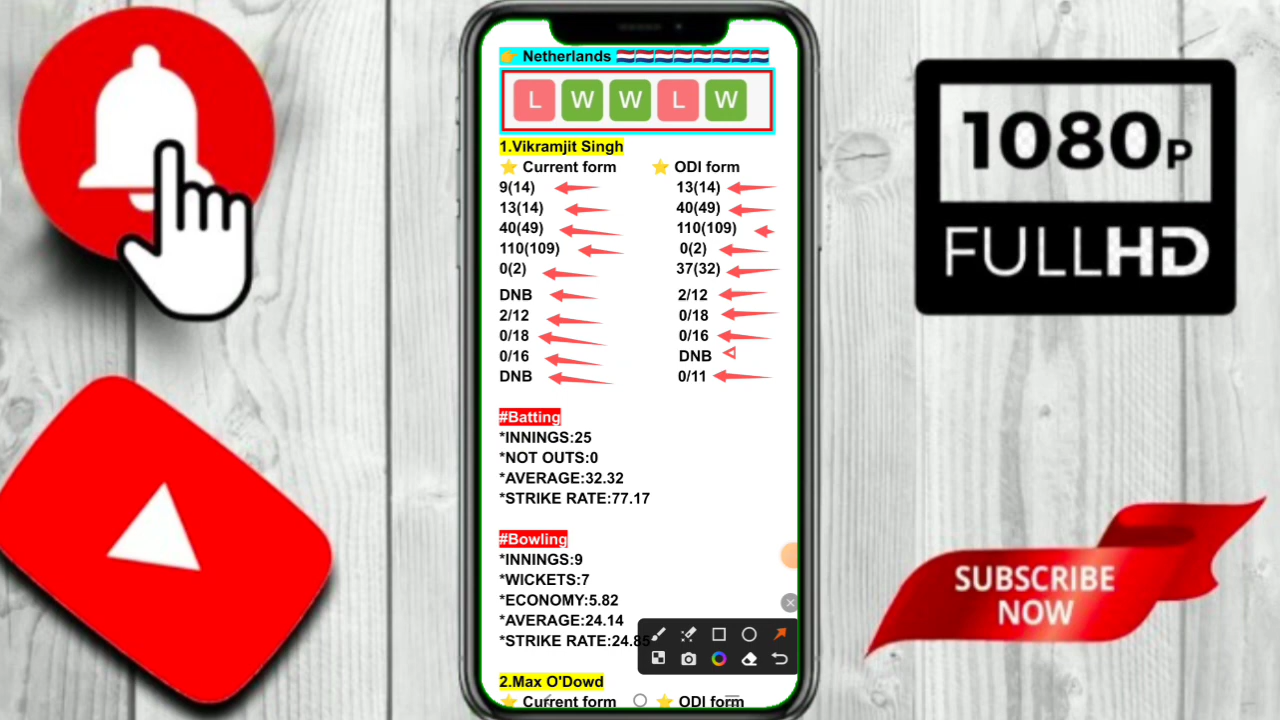 👉 Netherlands 🇳🇱🇳🇱🇳🇱🇳🇱🇳🇱🇳🇱🇳🇱🇳🇱
L W W L W
1.Vikramjit Singh
⭐ Current form ⭐ ODI form
9(14) 13(14)
13(14) 40(49)
40(49) 110(109)
110(109) 0(2)
0(2) 37(32)
DNB 2/12
2/12 0/18
0/18 0/16
0/16 DNB
DNB 0/11
#Batting
*INNINGS:25
*NOT OUTS:0
*AVERAGE:32.32
*STRIKE RATE:77.17
#Bowling
*INNINGS:9
*WICKETS:7
*ECONOMY:5.82
*AVERAGE:24.14
*STRIKE RATE:24.85
2.Max O'Dowd
⭐ Current form ⭐ ODI form
1080P
FULLHD
SUBSCRIBE
NOW